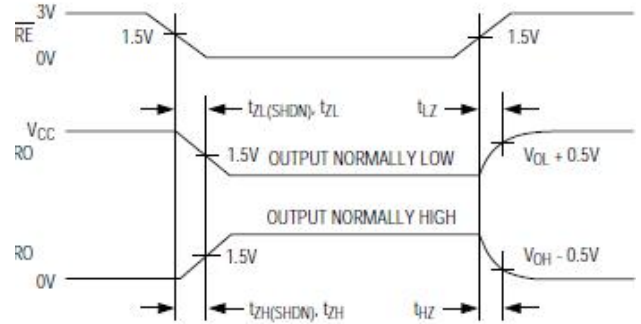 3V
RE
1.5V
1.5V
0V
tZL(SHDN), tZL
tLZ
VCC
RO
1.5V
OUTPUT NORMALLY LOW
VOL + 0.5V
OUTPUT NORMALLY HIGH
RO
1.5V
VOH - 0.5V
0V
tZH(SHDN), tZH
tHZ